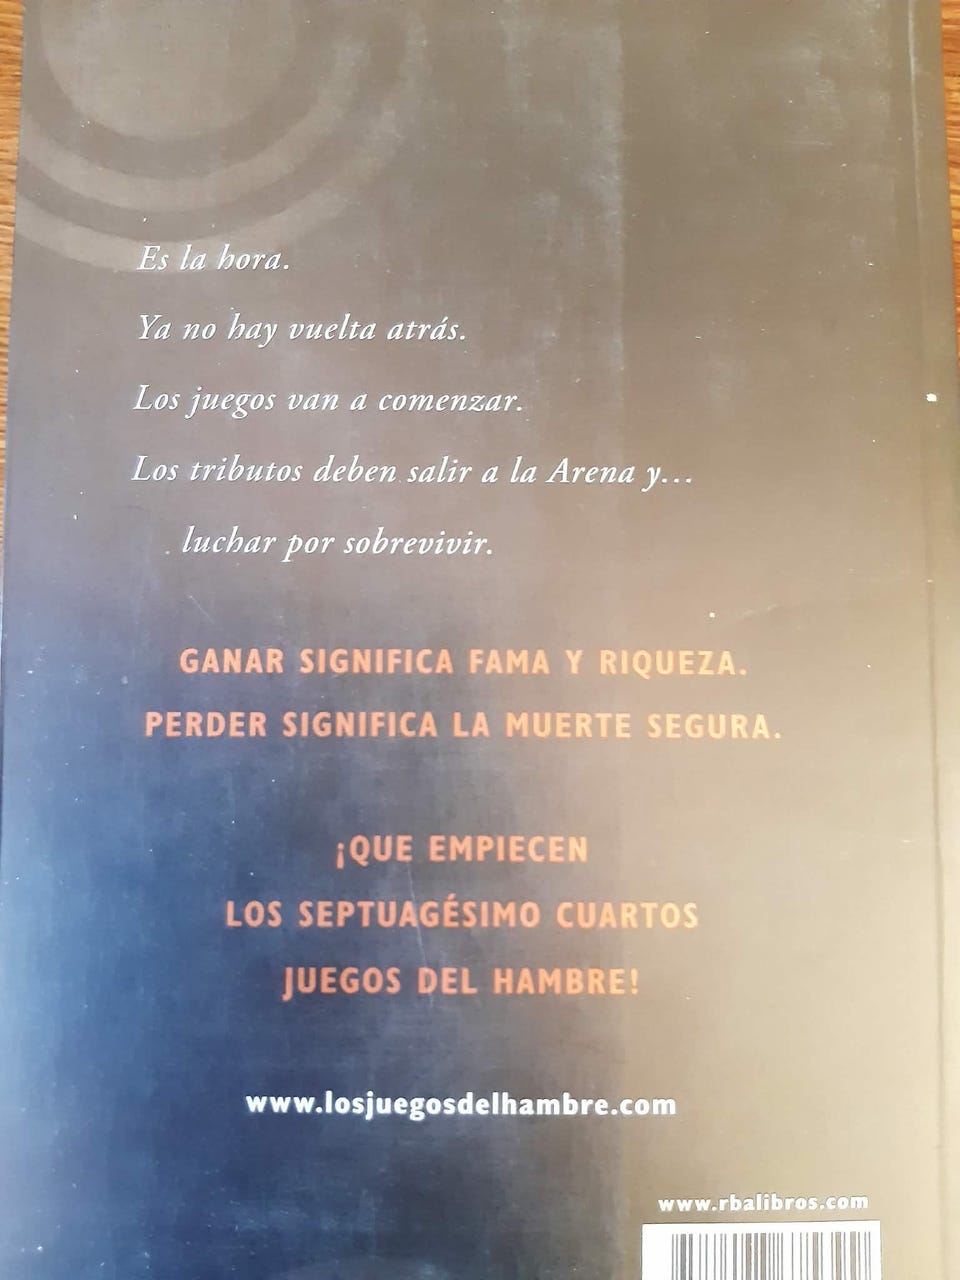 Es la hora.
Ya no hay vuelta atrás.
Los juegos van a comenzar.
Los tributos deben salir a la Arena y...
luchar por sobrevivir.
GANAR SIGNIFICA FAMA Y RIQUEZA.
PERDER SIGNIFICA LA MUERTE SEGURA.
¡QUE EMPIECEN
LOS SEPTUAGÉSIMO CUARTOS
JUEGOS DEL HAMBRE!
www.losjuegosdelhambre.com
www.rbalibros.com